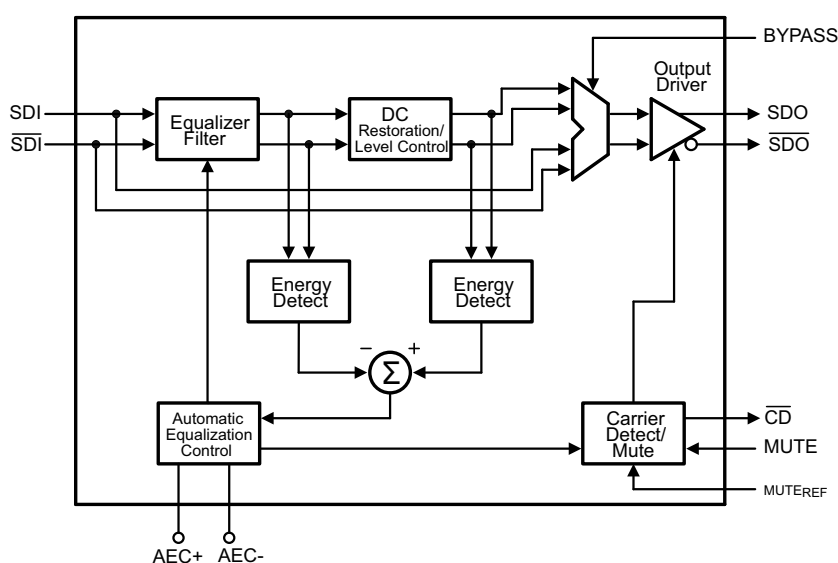 BYPASS
Output
Driver
SDI
SDI
Equalizer
Filter
DC
Restoration/
Level Control
SDO
SDO
Energy
Detect
Energy
Detect
−
+
Σ
Automatic
Equalization
Control
Carrier
Detect/
Mute
CD
MUTE
MUTEREF
AEC+
AEC-